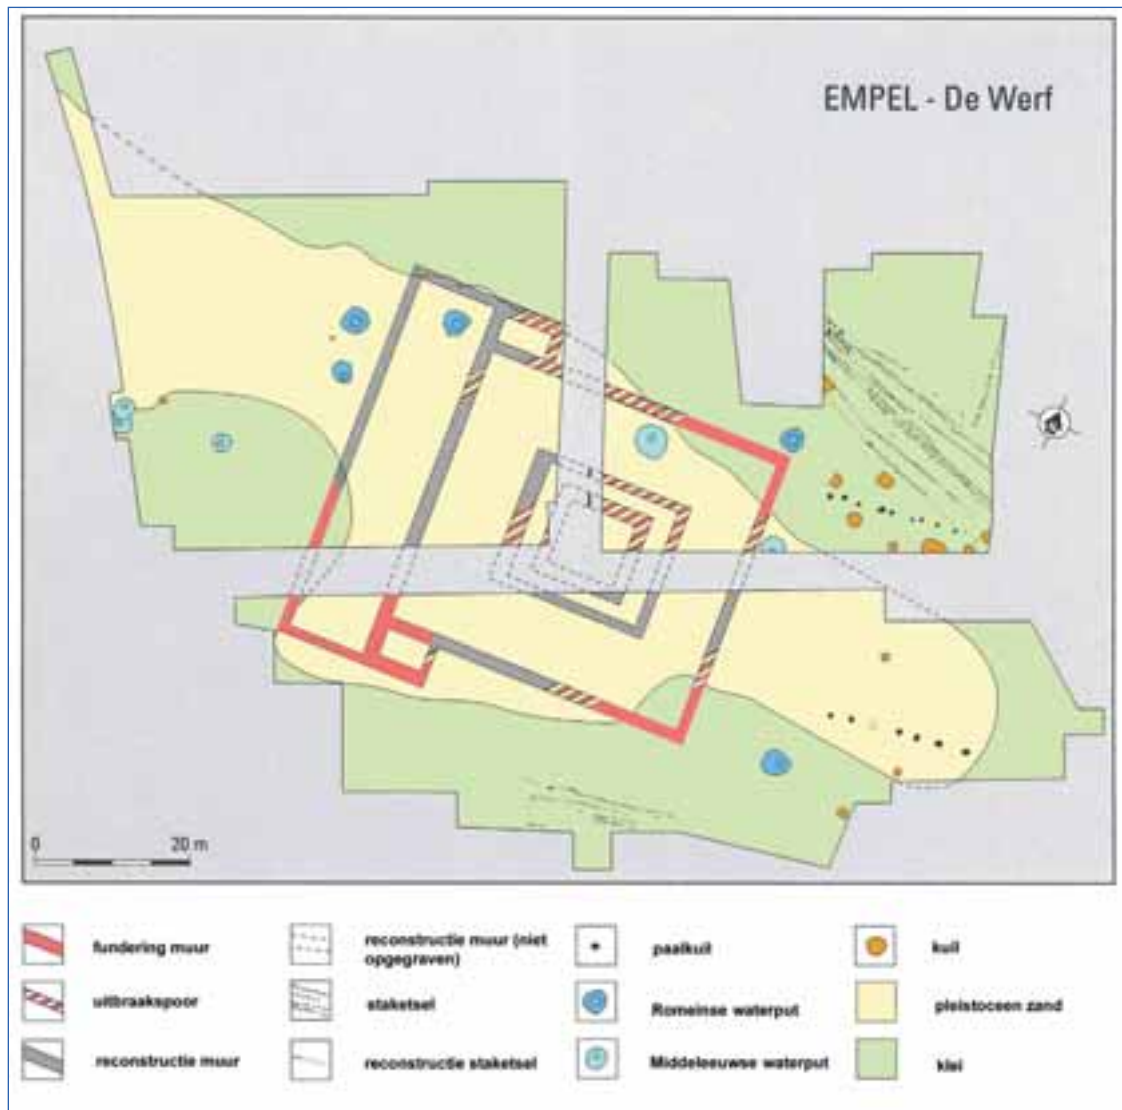 EMPEL - De Werf
0 20 m
fundering muur
uitbraakspoor
reconstructie muur
reconstructie muur (niet
opgegraven)
staketsel
reconstructie staketsel
paalkuil
Romeinse waterput
Middeleeuwse waterput
kuil
pleistoceen zand
klei